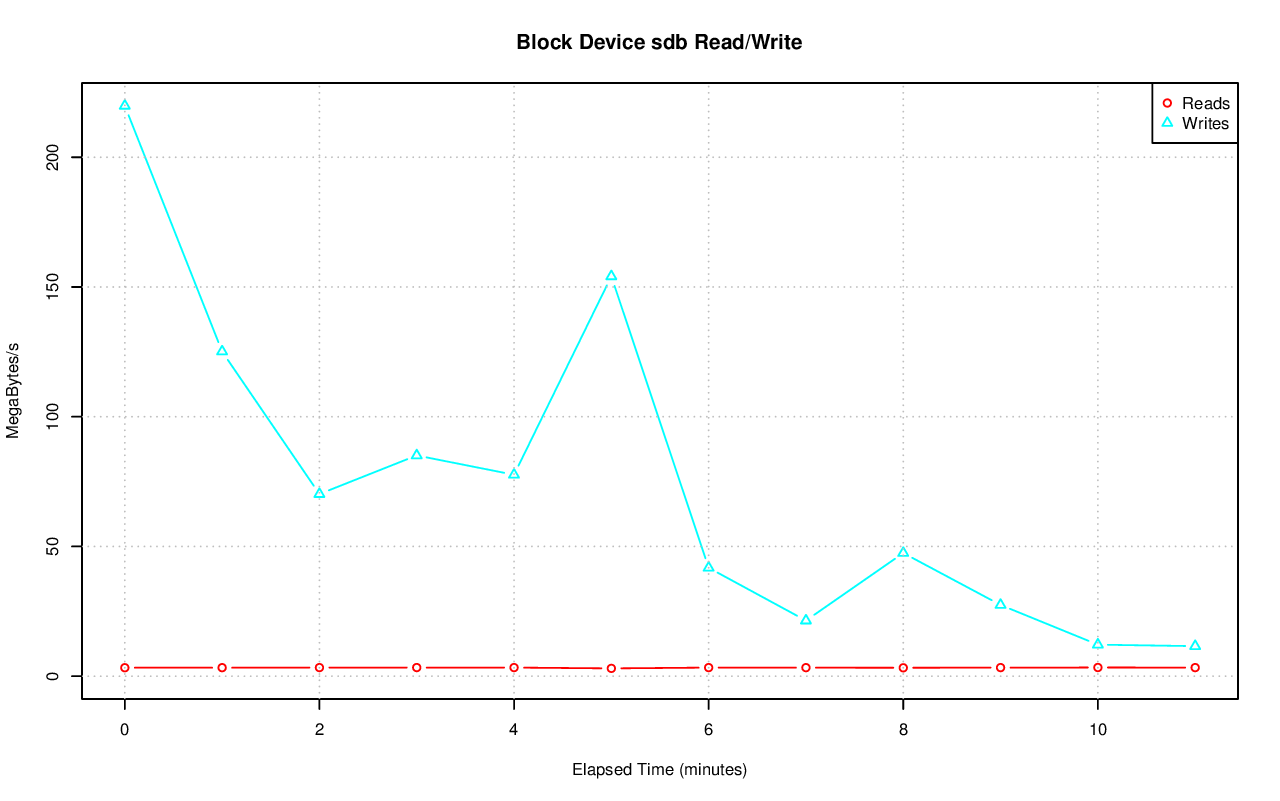 Block Device sdb Read/Write
Reads
Writes
MegaBytes/s
200
150
100
50
0
0 2 4 6 8 10
Elapsed Time (minutes)